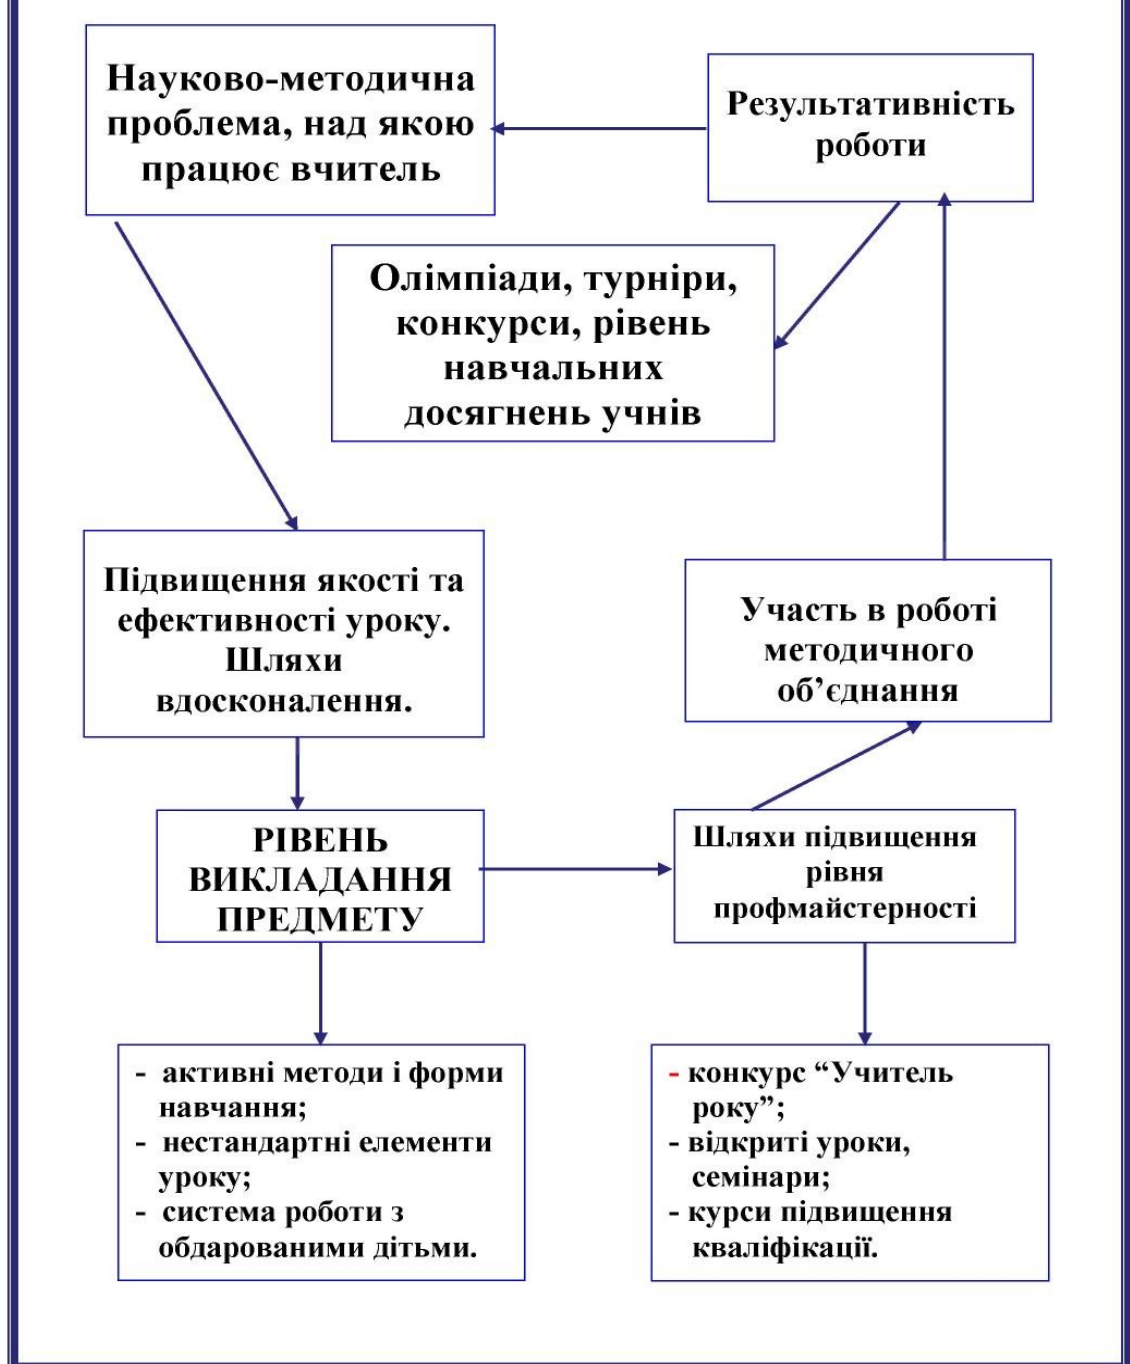 Науково-методична
проблема, над якою
працює вчитель
Результативність
роботи
Олімпіади, турніри,
конкурси, рівень
навчальних
досягнень учнів
Підвищення якості та
ефективності уроку.
Шляхи
вдосконалення.
Участь в роботі
методичного
об’єднання
РІВЕНЬ
ВИКЛАДАННЯ
ПРЕДМЕТУ
Шляхи підвищення
рівня
профмайстерності
- активні методи і форми
навчання;
- нестандартні елементи
уроку;
- система роботи з
обдарованими дітьми.
- конкурс “Учитель
року”;
- відкриті уроки,
семінари;
- курси підвищення
кваліфікації.